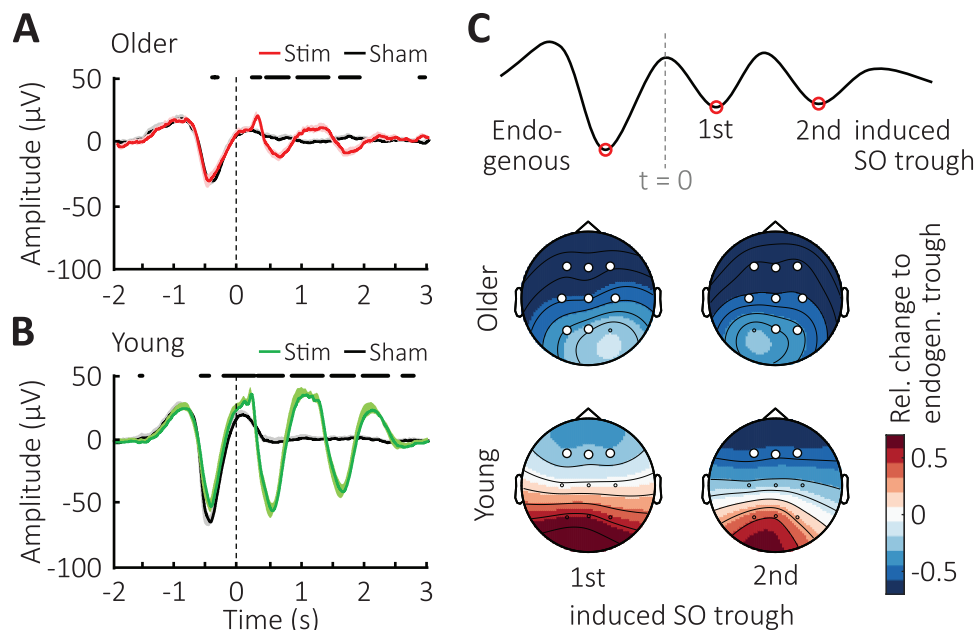 A
Older
Stim
Sham
50
0
-50
-100
Amplitude (µV)
-2
-1
0
1
2
3
B
Young
Stim
Sham
50
0
-50
-100
Amplitude (µV)
-2
-1
0
1
2
3
Time (s)
C
Endo-
genous
t = 0
1st
2nd
induced
SO trough
Older
Young
1st
2nd
induced SO trough
Rel. change to
endogen. trough
0.5
0
-0.5